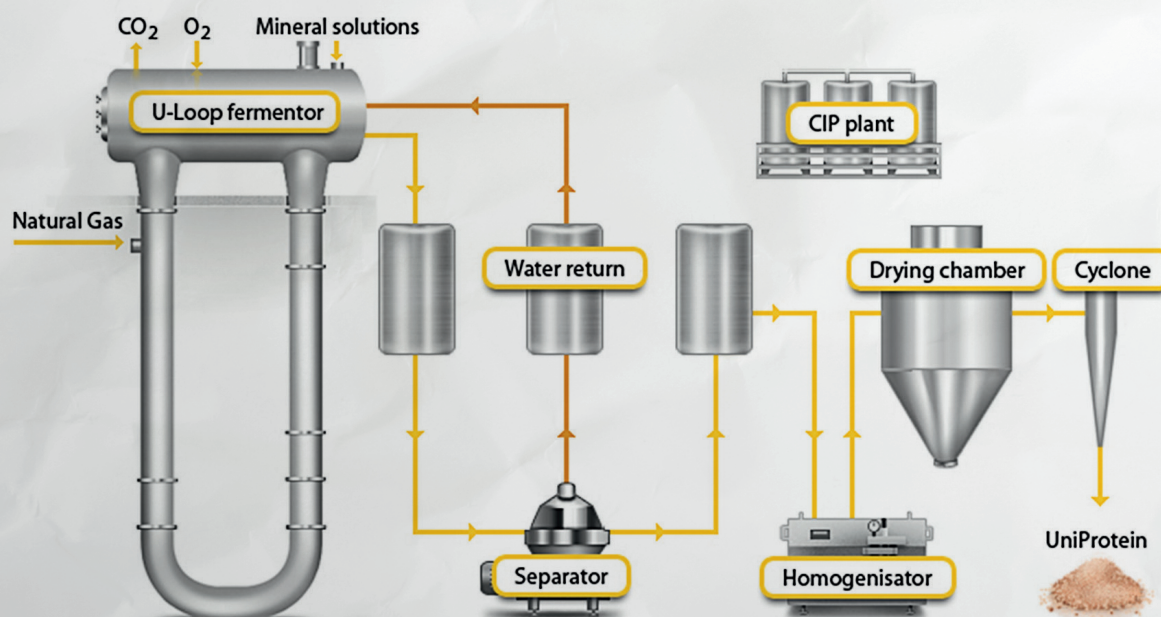 CO2 O2 Mineral solutions
U-Loop fermentor
CIP plant
Natural Gas
Water return
Drying chamber
Cyclone
UniProtein
Separator
Homogenisator